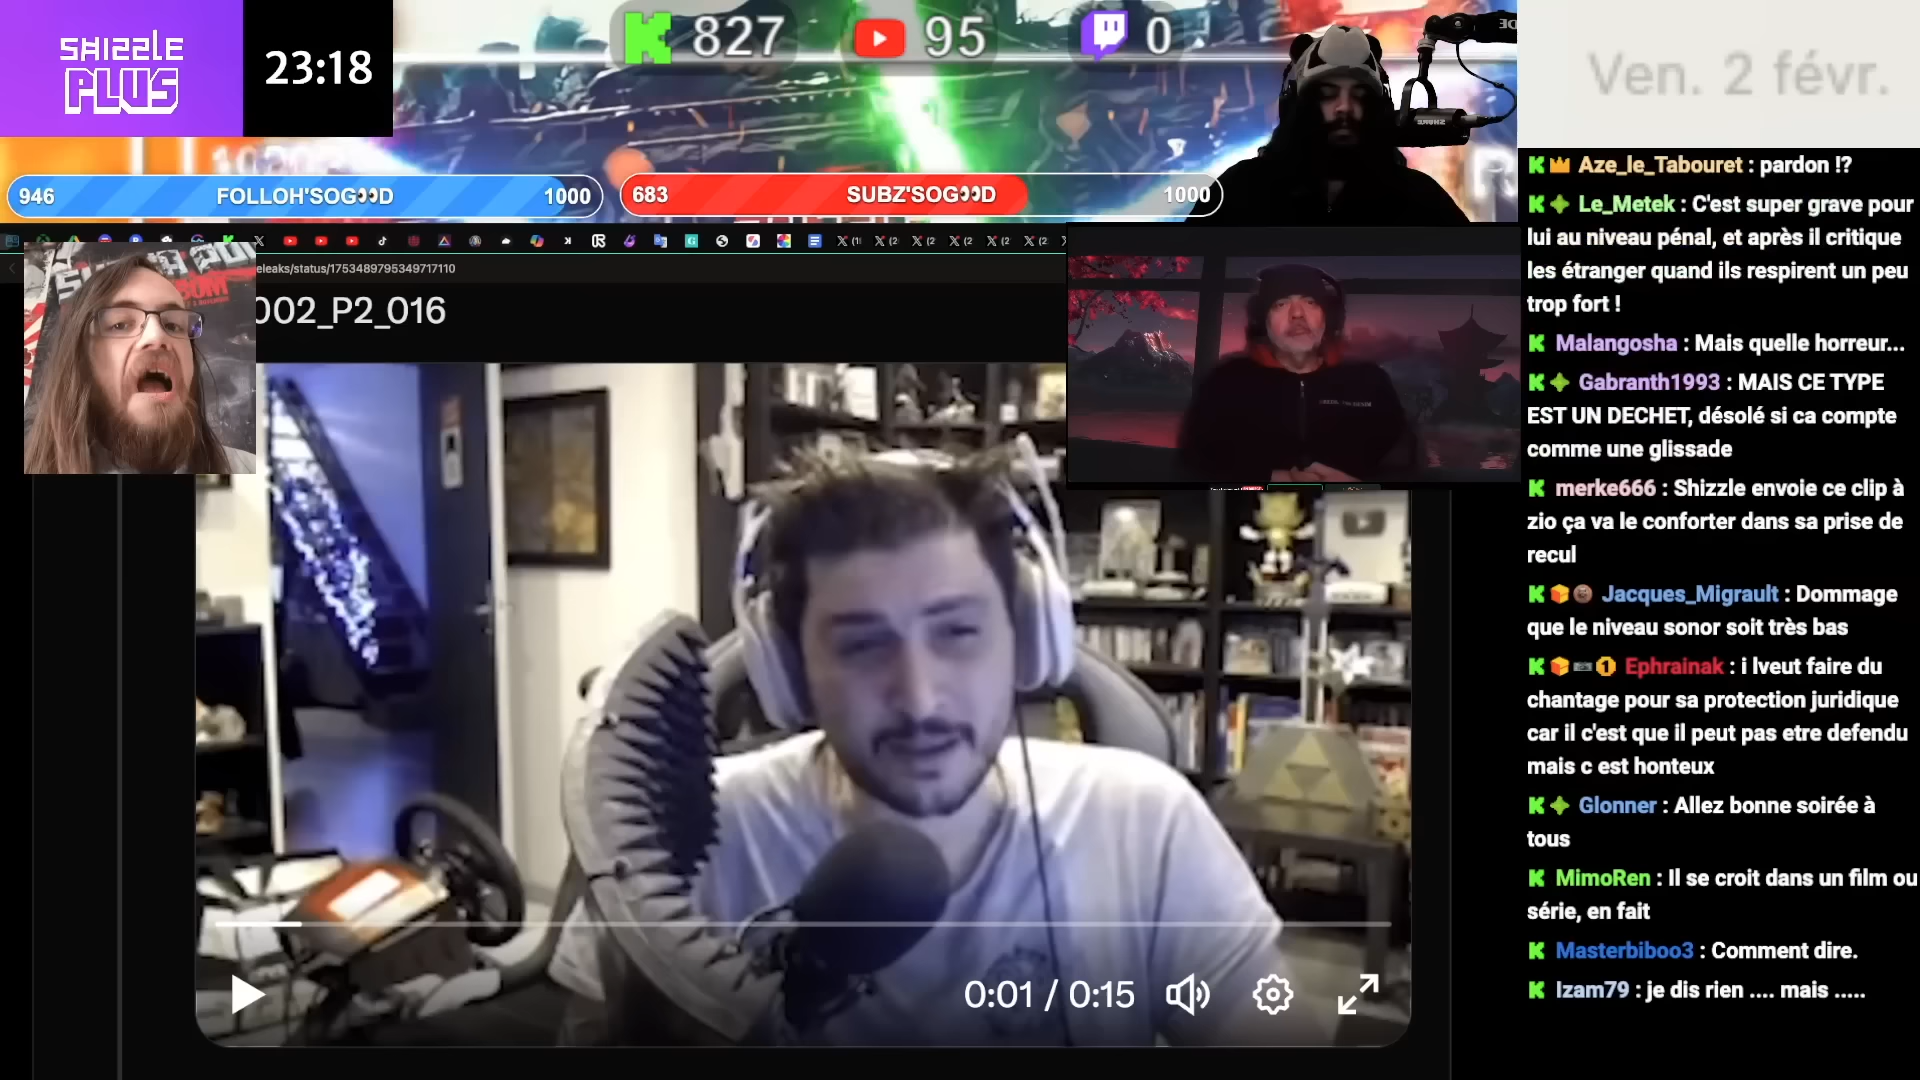 SHIZZLE
PLUS
23:18
827
95
0
Ven. 2 févr.
946
FOLLOH'SOG👀D
1000
683
SUBZ'SOG👀D
1000
eleaks/status/1753489795349717110
002_P2_016
0:01 / 0:15
Aze_le_Tabouret : pardon !?
Le_Metek : C'est super grave pour
lui au niveau pénal, et après il critique
les étranger quand ils respirent un peu
trop fort !
Malangosha : Mais quelle horreur...
Gabranth1993 : MAIS CE TYPE
EST UN DECHET, désolé si ca compte
comme une glissade
merke666 : Shizzle envoie ce clip à
zio ça va le conforter dans sa prise de
recul
Jacques_Migrault : Dommage
que le niveau sonor soit très bas
Ephrainak : i lveut faire du
chantage pour sa protection juridique
car il c'est que il peut pas etre defendu
mais c est honteux
Glonner : Allez bonne soirée à
tous
MimoRen : Il se croit dans un film ou
série, en fait
Masterbiboo3 : Comment dire.
Izam79 : je dis rien .... mais .....